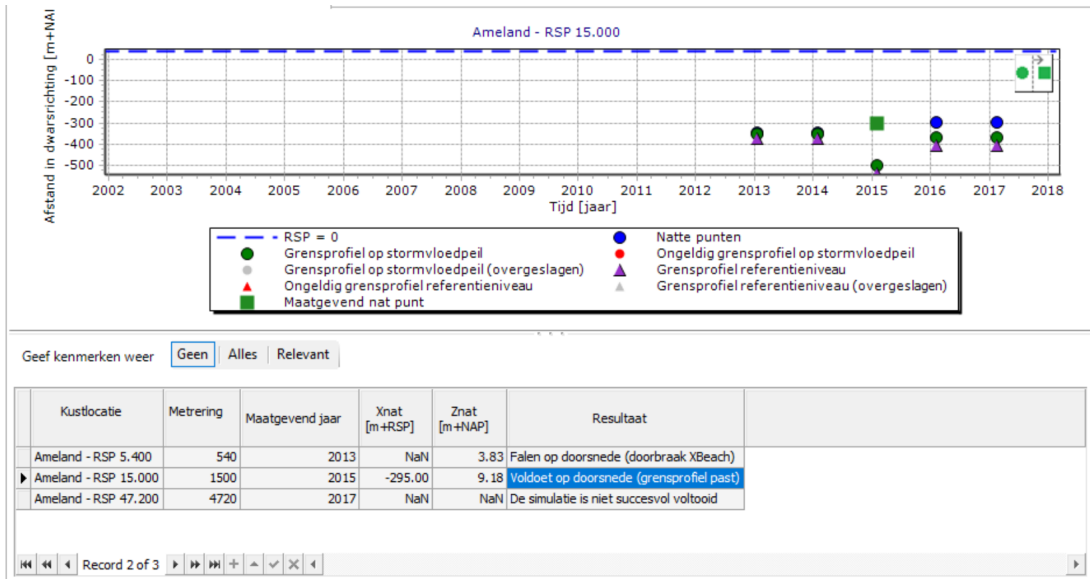 Ameland - RSP 15.000
Afstand in dwarsrichting [m+NAI
0
-100
-200
-300
-400
-500
2002 2003 2004 2005 2006 2007 2008 2009 2010 2011 2012 2013 2014 2015 2016 2017 2018
Tijd [jaar]
RSP = 0 Natte punten
Grensprofiel op stormvloedpeil Ongeldig grensprofiel op stormvloedpeil
Grensprofiel op stormvloedpeil (overgeslagen) Grensprofiel referentieniveau
Ongeldig grensprofiel referentieniveau Grensprofiel referentieniveau (overgeslagen)
Maatgevend nat punt
Geef kenmerken weer Geen Alles Relevant
Kustlocatie Metrering Maatgevend jaar Xnat [m+RSP] Znat [m+NAP] Resultaat
Ameland - RSP 5.400 540 2013 NaN 3.83 Falen op doorsnede (doorbraak XBeach)
Ameland - RSP 15.000 1500 2015 -295.00 9.18 Voldoet op doorsnede (grensprofiel past)
Ameland - RSP 47.200 4720 2017 NaN NaN De simulatie is niet succesvol voltooid
Record 2 of 3